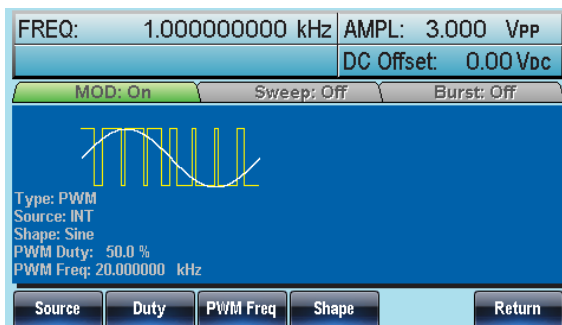 FREQ: 1.000000000 kHz AMPL: 3.000 VPP
DC Offset: 0.00 VDC
MOD: On Sweep: Off Burst: Off
Type: PWM
Source: INT
Shape: Sine
PWM Duty: 50.0 %
PWM Freq: 20.000000 kHz
Source Duty PWM Freq Shape Return